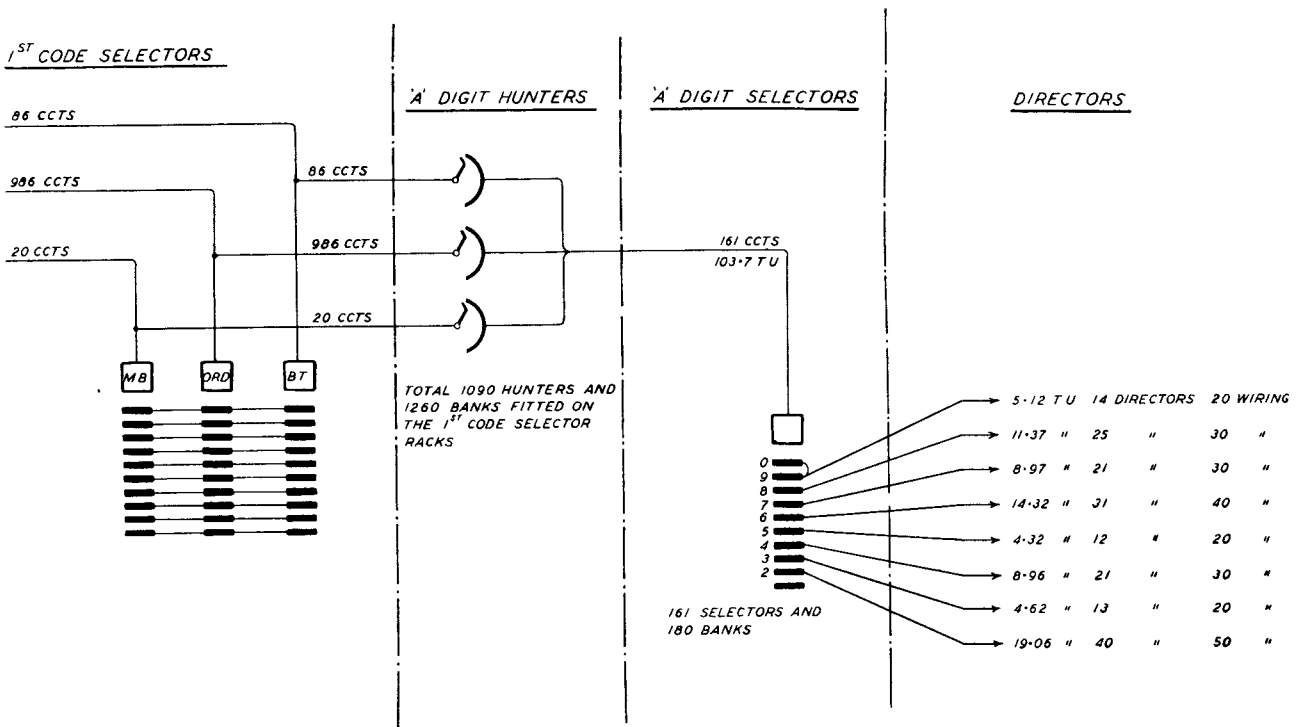 1ST CODE SELECTORS
'A' DIGIT HUNTERS
'A' DIGIT SELECTORS
DIRECTORS
86 CCTS
986 CCTS
20 CCTS
86 CCTS
986 CCTS
20 CCTS
161 CCTS
103·7 TU
MB
ORD
BT
TOTAL 1090 HUNTERS AND
1260 BANKS FITTED ON
THE 1ST CODE SELECTOR
RACKS
0
9
8
7
6
5
4
3
2
161 SELECTORS AND
180 BANKS
5·12 TU 14 DIRECTORS 20 WIRING
11·37 " 25 " 30 "
8·97 " 21 " 30 "
14·32 " 31 " 40 "
4·32 " 12 " 20 "
8·96 " 21 " 30 "
4·62 " 13 " 20 "
19·06 " 40 " 50 "